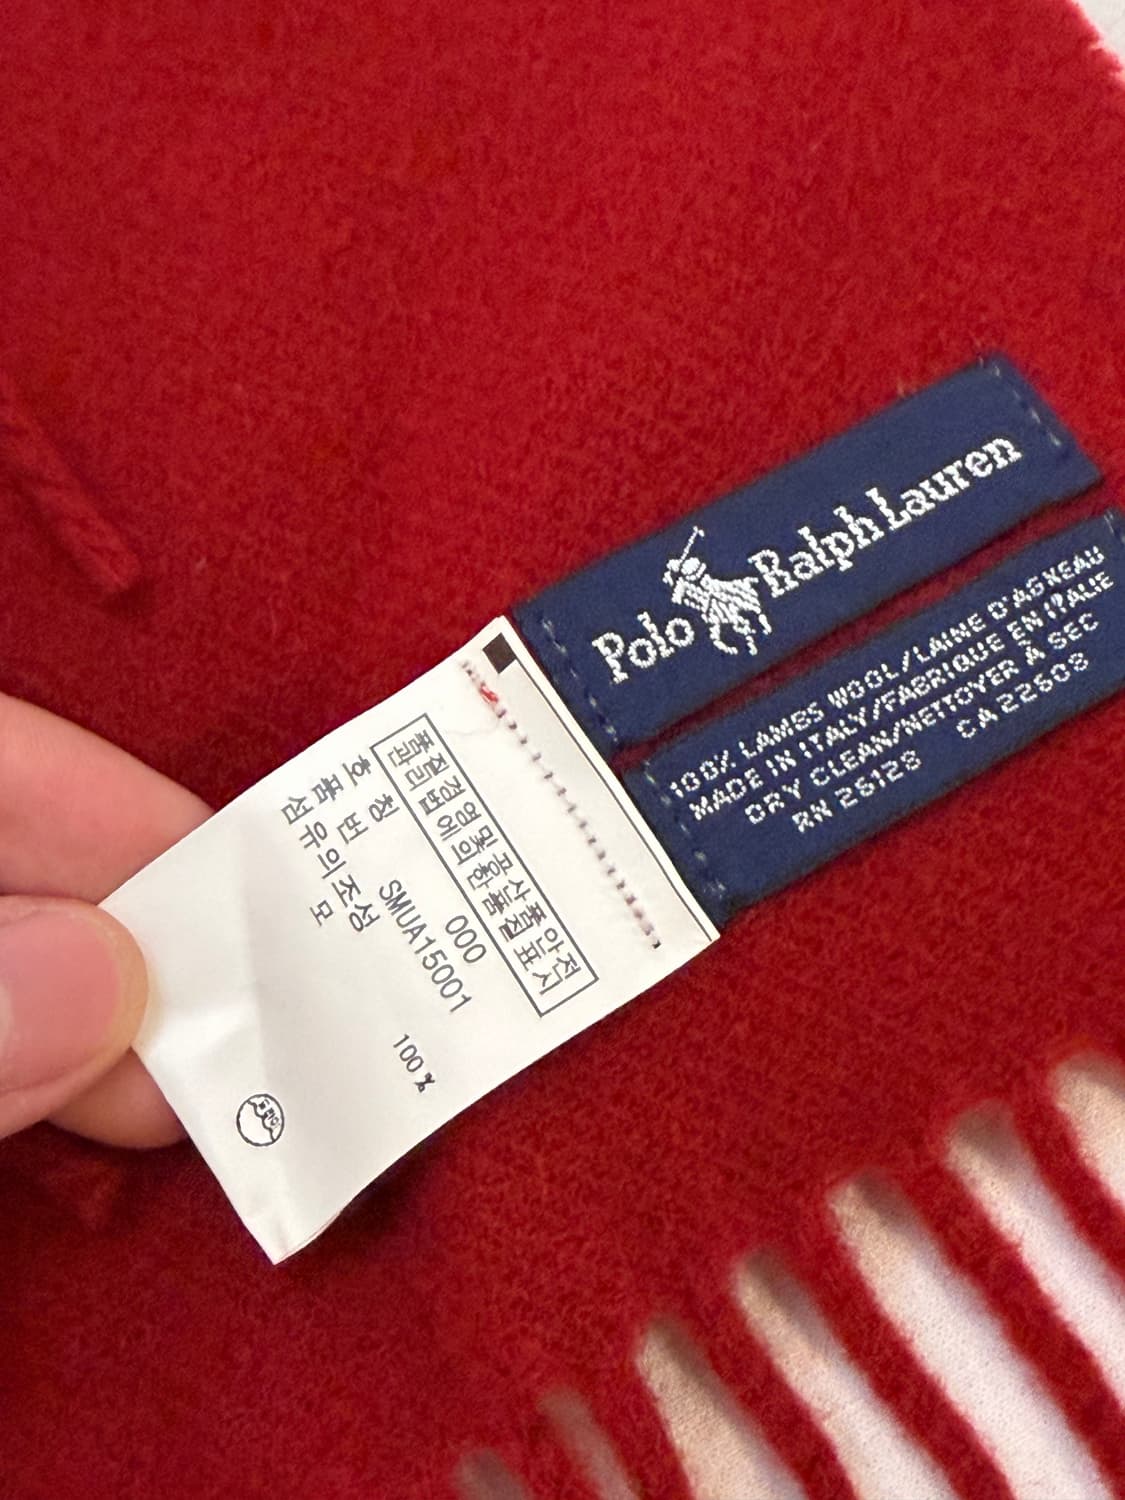 Polo Ralph Lauren
100% LAMBS WOOL/LAINE D'AGNEAU
MADE IN ITALY/FABRIQUE EN ITALIE
DRY CLEAN/NETTOYER À SEC
RN 26128 CA 22608
품질경영및공산품안전
관리법에의한품질표시
호 칭 000
품 번 SMUA15001
섬유의조성
모 100%